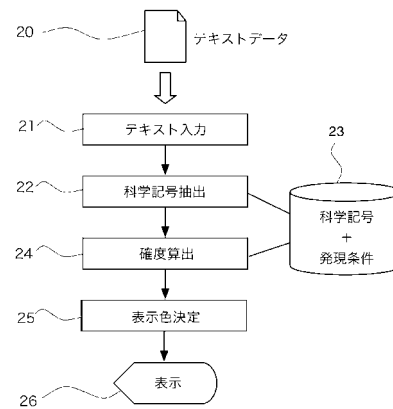 20
テキストデータ
21
テキスト入力
23
22
科学記号抽出
科学記号
+
発現条件
24
確度算出
25
表示色決定
26
表示